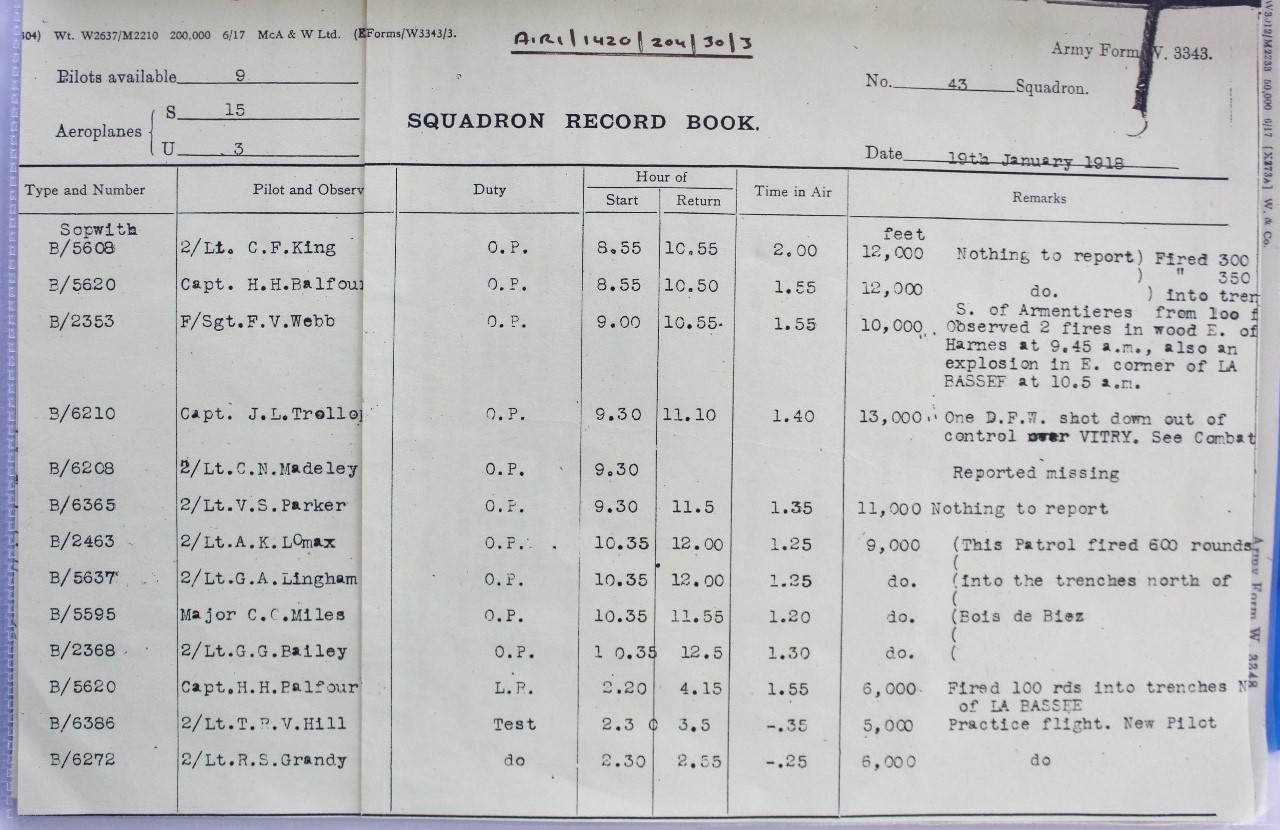 AIR1/1420/204/30/3
Wt. W2637/M2210 200,000 6/17 McA & W Ltd. (E Forms/W3343/3.
Army Form W. 3343.
Pilots available 9
No. 43 Squadron.
Aeroplanes { S 15
U 3
SQUADRON RECORD BOOK.
Date 19th January 1918
Type and Number Pilot and Observ Duty Hour of Start Return Time in Air Remarks
Sopwith feet
B/5608 2/Lt. C.F.King O.P. 8.55 10.55 2.00 12,000 Nothing to report) Fired 300
) " 350
B/5620 Capt. H.H.Balfour O.P. 8.55 10.50 1.55 12,000 do. ) into tren
S. of Armentieres from 100 f
B/2353 F/Sgt.F.V.Webb O.P. 9.00 10.55. 1.55 10,000 Observed 2 fires in wood E. of
Harnes at 9.45 a.m., also an
explosion in E. corner of LA
BASSEE at 10.5 a.m.
B/6210 Capt. J.L.Trollo O.P. 9.30 11.10 1.40 13,000 One D.F.W. shot down out of
control over VITRY. See Combat
B/6208 2/Lt.C.N.Madeley O.P. 9.30 Reported missing
B/6365 2/Lt.V.S.Parker O.P. 9.30 11.5 1.35 11,000 Nothing to report
B/2463 2/Lt.A.K.LOmax O.P. 10.35 12.00 1.25 9,000 (This Patrol fired 600 rounds
(
B/5637 2/Lt.G.A.Lingham O.P. 10.35 12.00 1.25 do. (into the trenches north of
(
B/5595 Major C.C.Miles O.P. 10.35 11.55 1.20 do. (Bois de Biez
(
B/2368 2/Lt.G.G.Bailey O.P. 1 0.35 12.5 1.30 do. (
B/5620 Capt.H.H.Balfour L.P. 2.20 4.15 1.55 6,000 Fired 100 rds into trenches N
of LA BASSEE
B/6386 2/Lt.T.R.V.Hill Test 2.3 0 3.5 -.35 5,000 Practice flight. New Pilot
B/6272 2/Lt.R.S.Grandy do 2.30 2.55 -.25 6,000 do
Army Form W. 3343